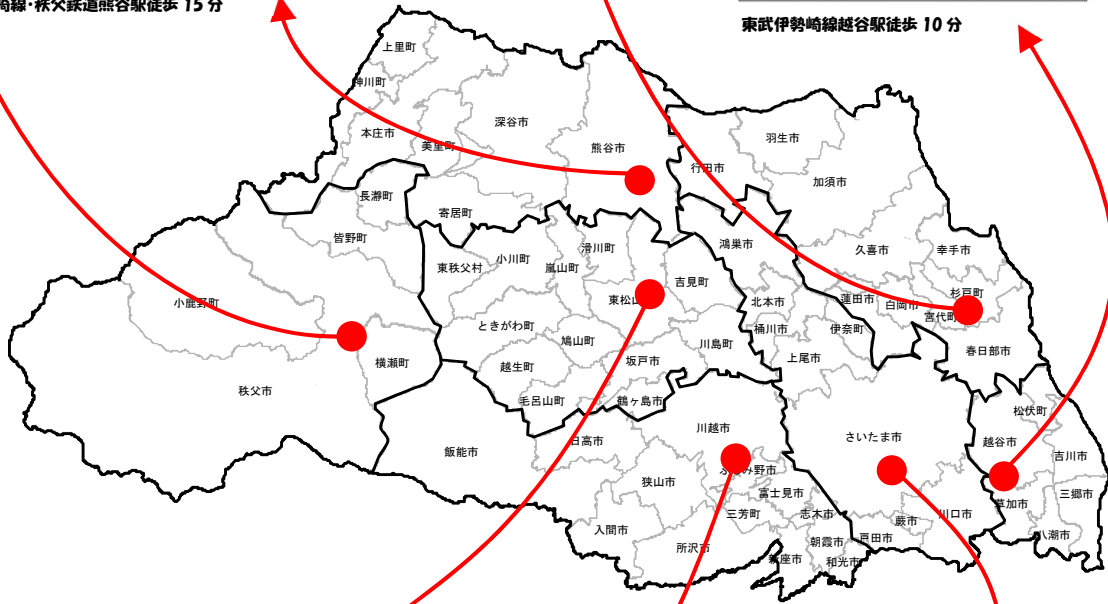 崎線・秩父鉄道熊谷駅徒歩 15 分
東武伊勢崎線越谷駅徒歩 10 分
上里町
神川町
本庄市
美里町
深谷市
熊谷市
行田市
羽生市
加須市
長瀞町
寄居町
皆野町
東秩父村
小川町
嵐山町
滑川町
吉見町
鴻巣市
久喜市
幸手市
小鹿野町
東松山
北本市
蓮田市
白岡市
杉戸町
宮代町
ときがわ町
鳩山町
川島町
桶川市
伊奈町
上尾市
春日部市
横瀬町
越生町
坂戸市
秩父市
毛呂山町
鶴ヶ島市
松伏町
飯能市
日高市
川越市
さいたま市
越谷市
吉川市
狭山市
ふじみ野市
富士見市
三郷市
入間市
三芳町
志木市
蕨市
川口市
草加市
所沢市
朝霞市
戸田市
八潮市
新座市
和光市